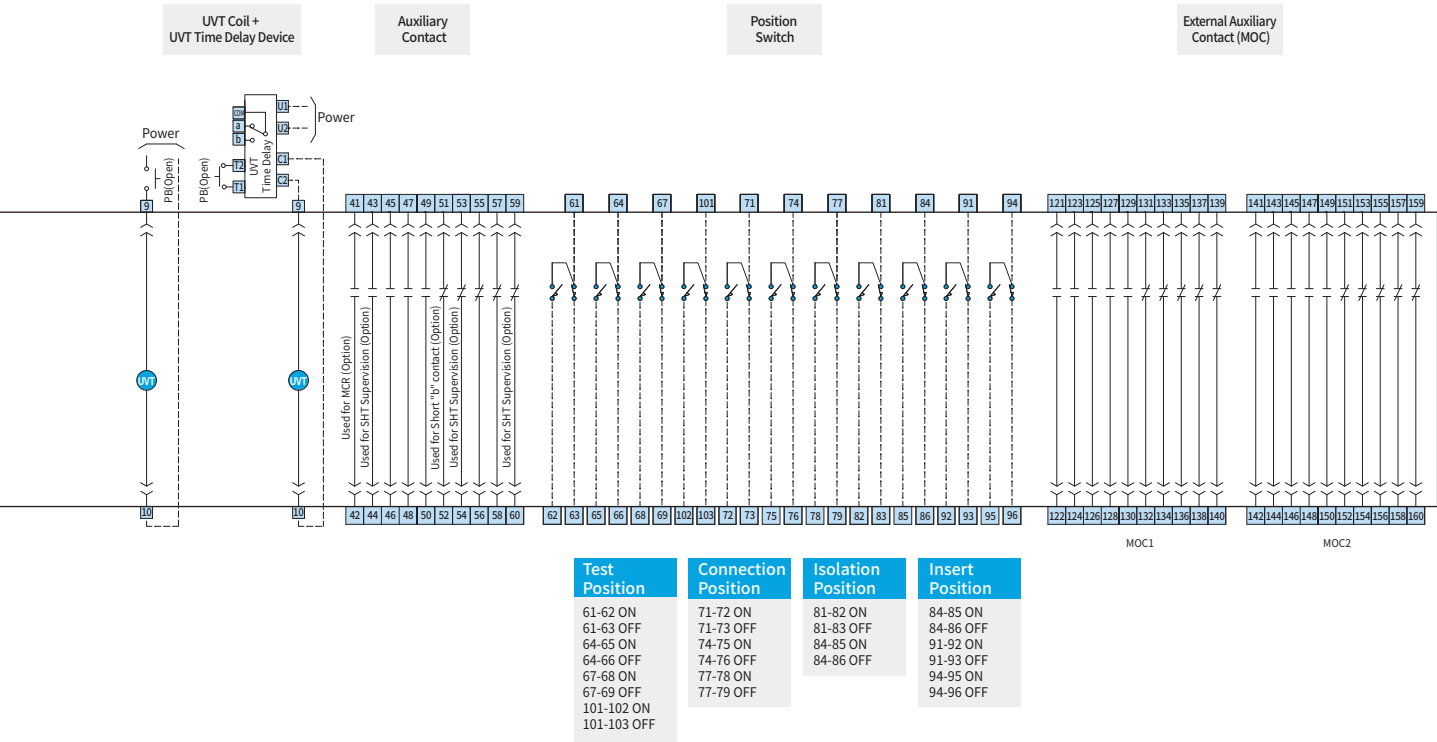 UVT Coil +
UVT Time Delay Device
Auxiliary
Contact
Position
Switch
External Auxiliary
Contact (MOC)
Power
PB(Open)
PB(Open)
COM
a
b
T2
T1
UVT
Time Delay
U1
U2
C1
C2
Power
9
9
41 43 45 47 49 51 53 55 57 59
61 64 67 101 71 74 77 81 84 91 94
121 123 125 127 129 131 133 135 137 139
141 143 145 147 149 151 153 155 157 159
UVT
UVT
Used for MCR (Option)
Used for SHT Supervision (Option)
Used for Short "b" contact (Option)
Used for SHT Supervision (Option)
Used for SHT Supervision (Option)
10
10
42 44 46 48 50 52 54 56 58 60
62 63 65 66 68 69 102 103 72 73 75 76 78 79 82 83 85 86 92 93 95 96
122 124 126 128 130 132 134 136 138 140
142 144 146 148 150 152 154 156 158 160
MOC1
MOC2
Test
Position
61-62 ON
61-63 OFF
64-65 ON
64-66 OFF
67-68 ON
67-69 OFF
101-102 ON
101-103 OFF
Connection
Position
71-72 ON
71-73 OFF
74-75 ON
74-76 OFF
77-78 ON
77-79 OFF
Isolation
Position
81-82 ON
81-83 OFF
84-85 ON
84-86 OFF
Insert
Position
84-85 ON
84-86 OFF
91-92 ON
91-93 OFF
94-95 ON
94-96 OFF